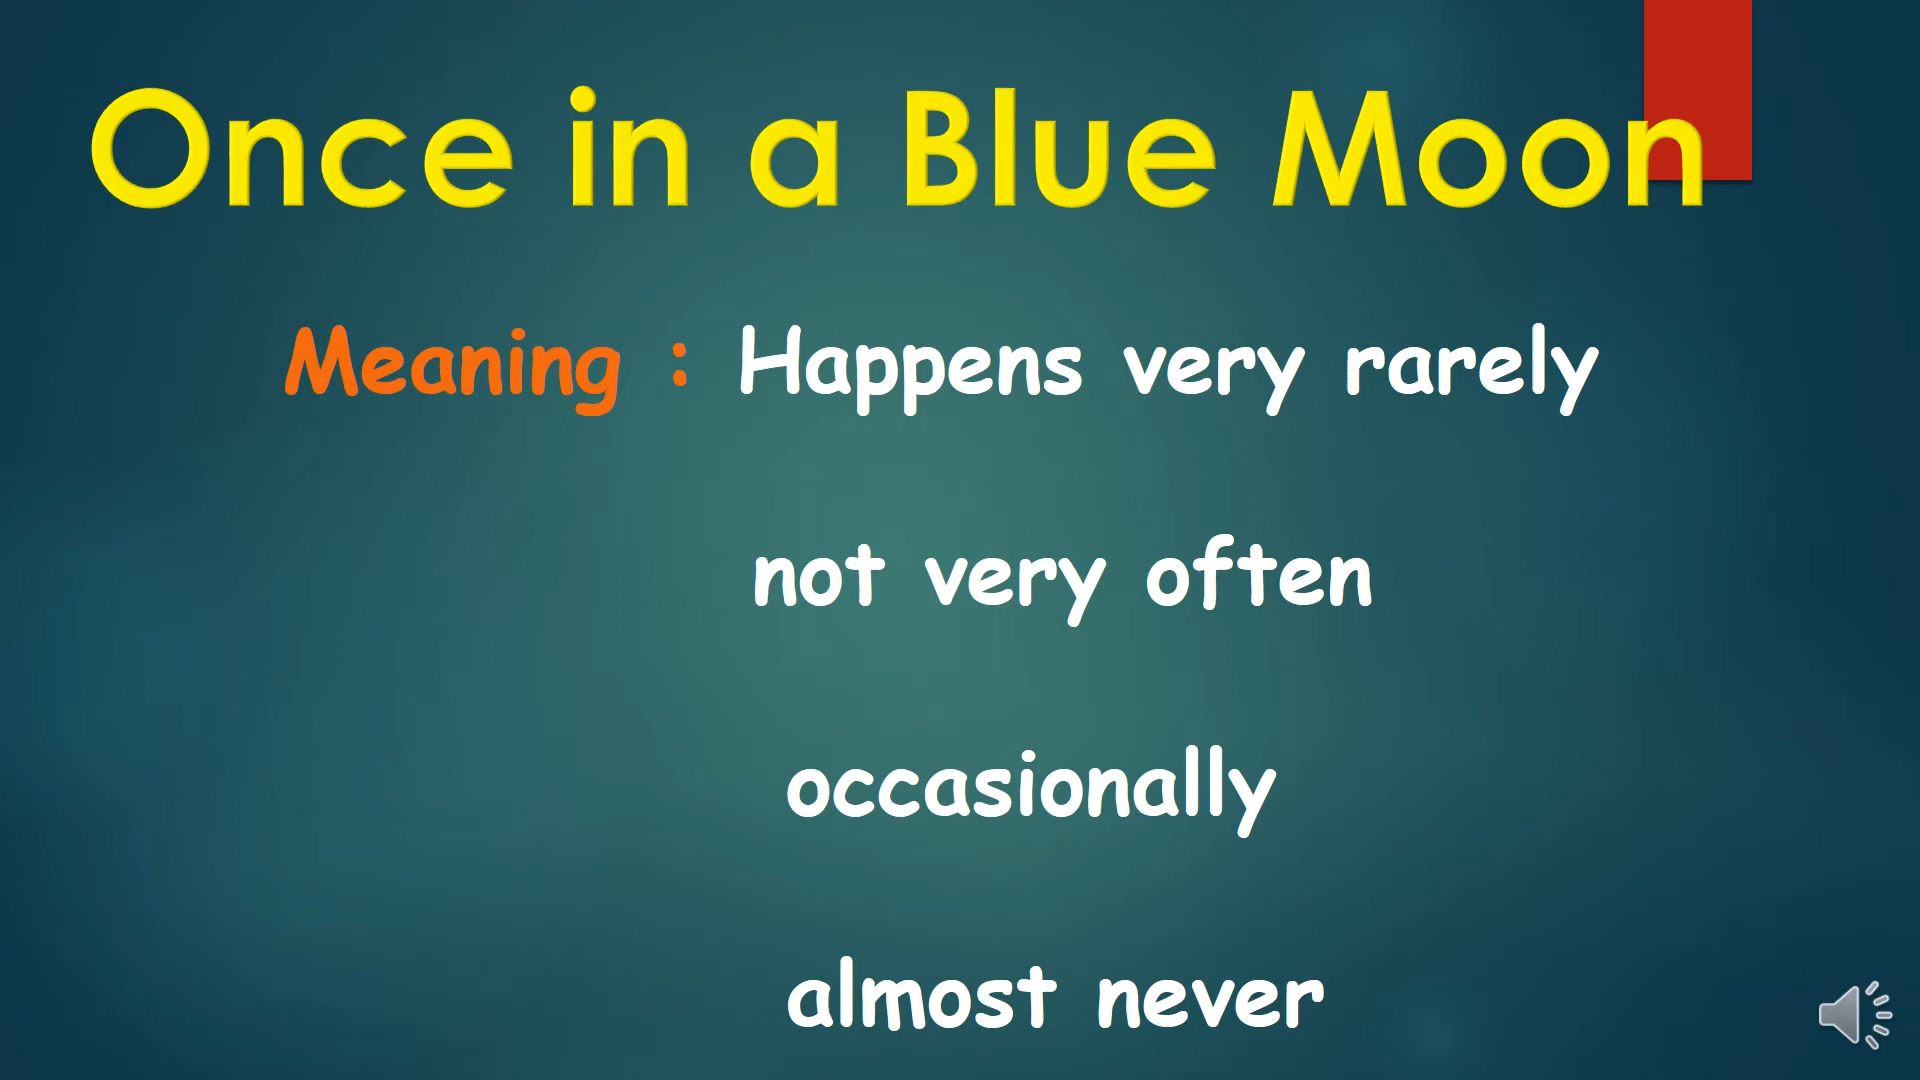 Once in a Blue Moon
Meaning : Happens very rarely
not very often
occasionally
almost never